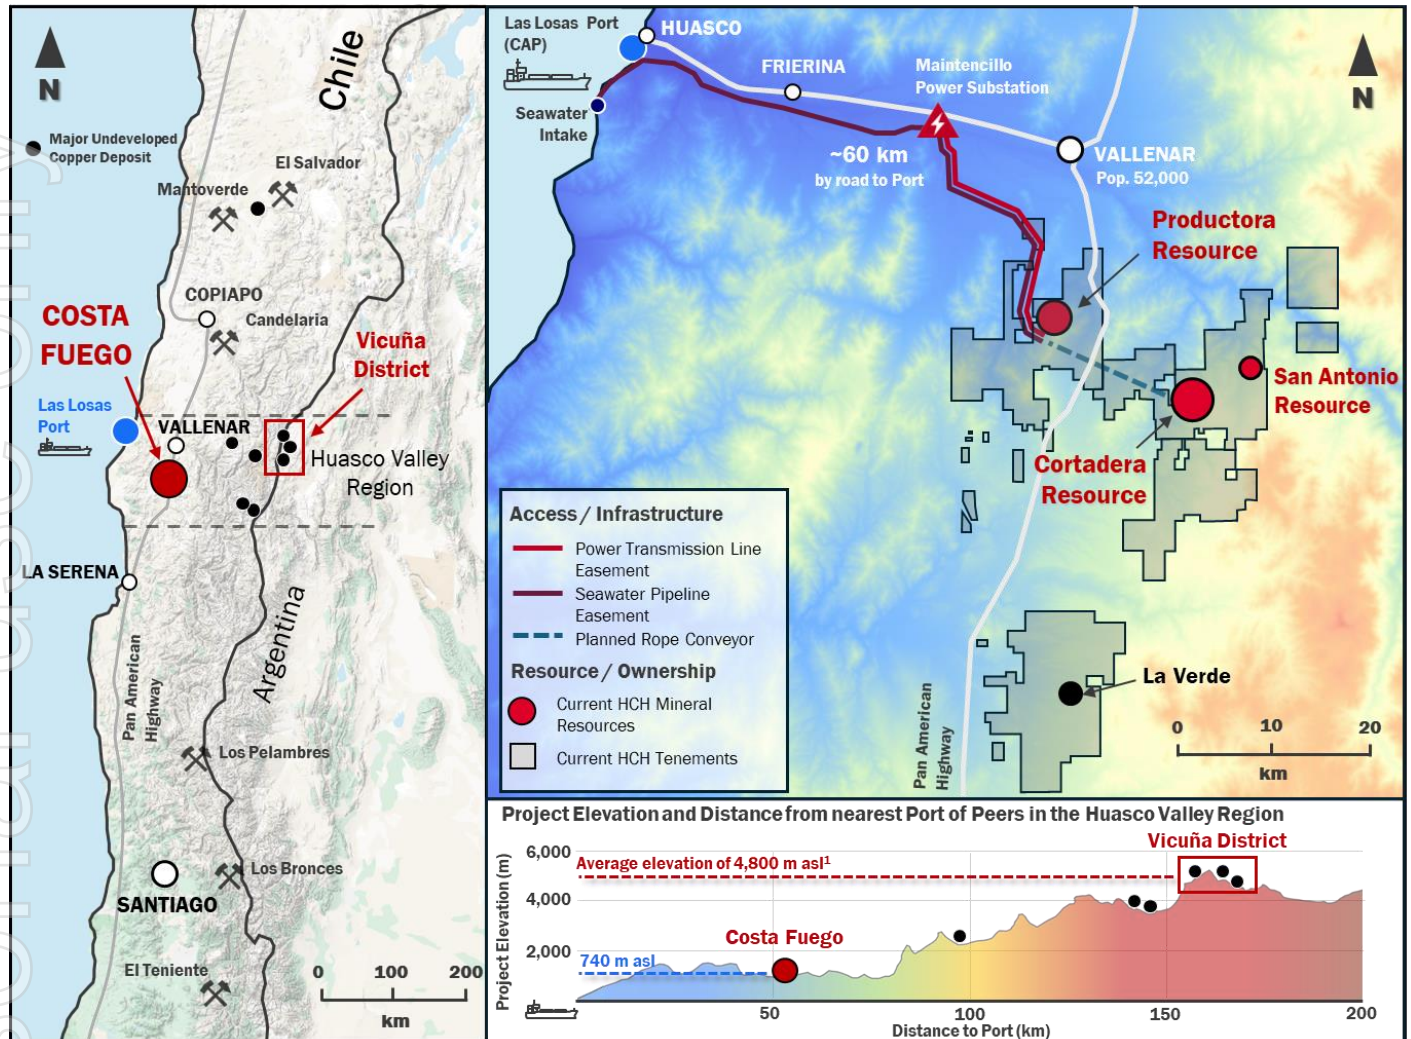 N
Major Undeveloped
Copper Deposit
Chile
El Salvador
Mantoverde
COPIAPO
Candelaria
COSTA
FUEGO
Vicuña
District
Las Losas
Port
VALLENAR
Huasco Valley
Region
LA SERENA
Argentina
Pan American
Highway
Los Pelambres
Los Bronces
SANTIAGO
El Teniente
0 100 200
km
Las Losas Port
(CAP)
HUASCO
Seawater
Intake
FRIERINA
Maintencillo
Power Substation
N
~60 km
by road to Port
VALLENAR
Pop. 52,000
Productora
Resource
San Antonio
Resource
Cortadera
Resource
Access / Infrastructure
Power Transmission Line
Easement
Seawater Pipeline
Easement
Planned Rope Conveyor
Resource / Ownership
Current HCH Mineral
Resources
Current HCH Tenements
La Verde
Pan American
Highway
0 10 20
km
Project Elevation and Distance from nearest Port of Peers in the Huasco Valley Region
Vicuña District
Project Elevation (m)
6,000
Average elevation of 4,800 m asl¹
4,000
Costa Fuego
2,000
740 m asl
50 100 150 200
Distance to Port (km)